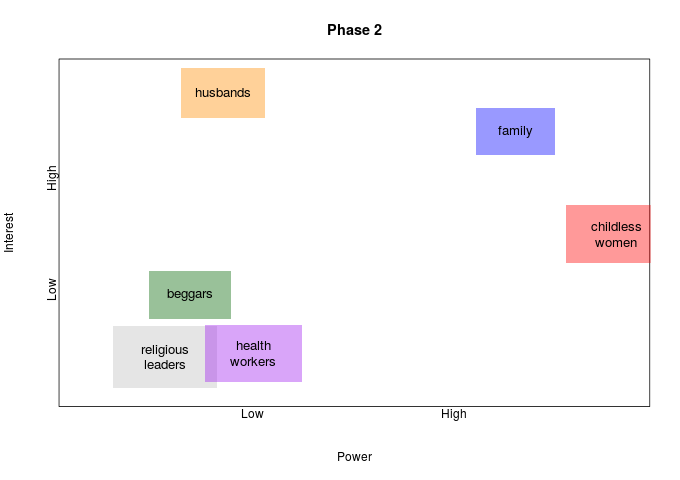 Phase 2
husbands
family
High
Interest
childless
women
Low
beggars
religious
leaders
health
workers
Low
High
Power